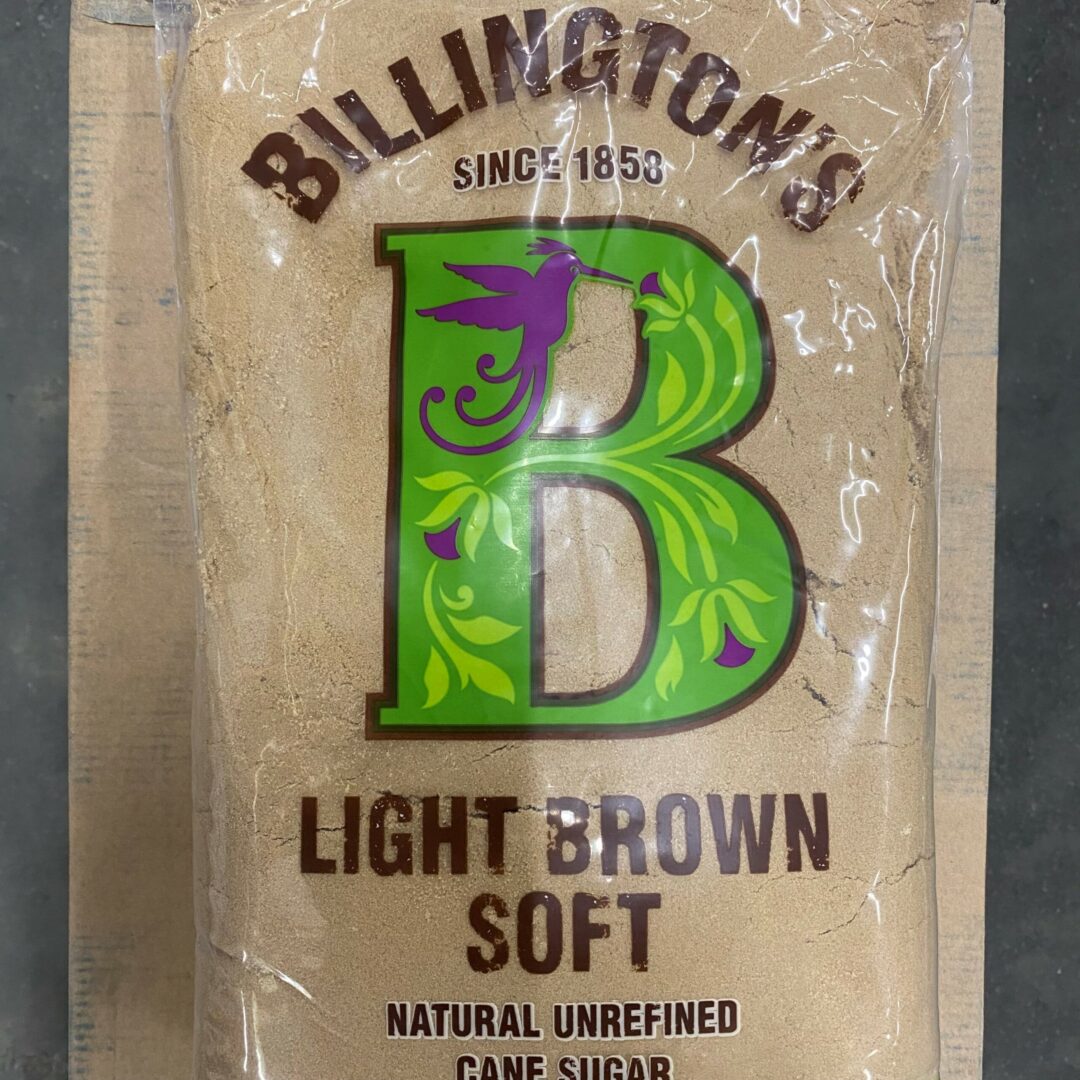 BILLINGTON'S
SINCE 1858
B
LIGHT BROWN
SOFT
NATURAL UNREFINED
CANE SUGAR